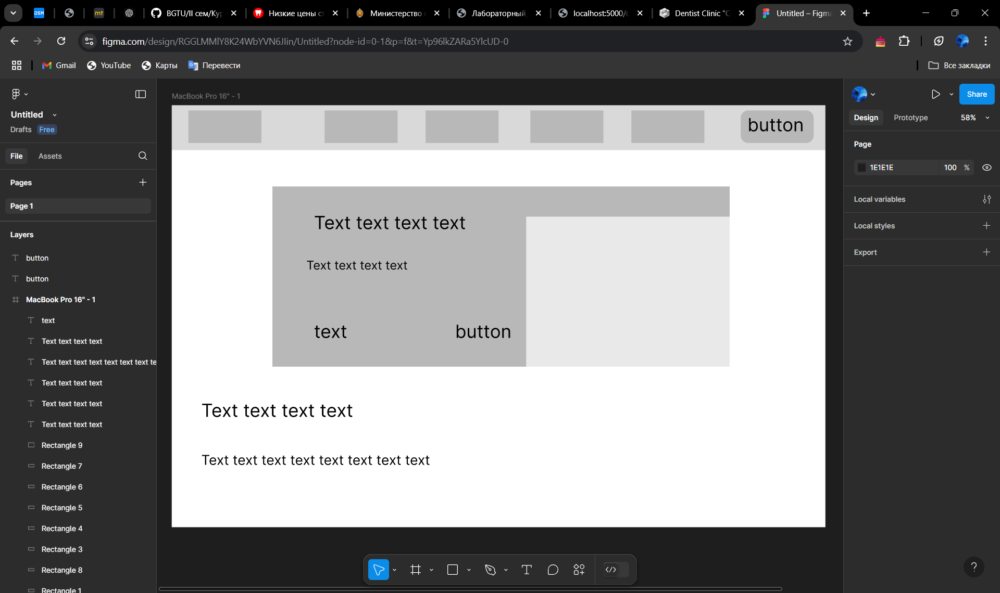 DSM
mt
BGTU/II сем/Кур
Низкие цены ст
Министерство
Лабораторный_
localhost:5000/
Dentist Clinic "C
Untitled – Figma
figma.com/design/RGGLMMlY8K24WbYVN6Jlin/Untitled?node-id=0-1&p=f&t=Yp96lkZARa5YlcUD-0
Gmail
YouTube
Карты
Перевести
Все закладки
Untitled
Drafts Free
File Assets
Pages
Page 1
Layers
button
button
MacBook Pro 16" - 1
text
Text text text text
Text text text text text text text te
Text text text text
Text text text text
Text text text text
Rectangle 9
Rectangle 7
Rectangle 6
Rectangle 5
Rectangle 4
Rectangle 3
Rectangle 8
Rectangle 1
MacBook Pro 16" - 1
button
Text text text text
Text text text text
text
button
Text text text text
Text text text text text text text text
Share
Design Prototype 58%
Page
1E1E1E 100 %
Local variables
Local styles
Export
?